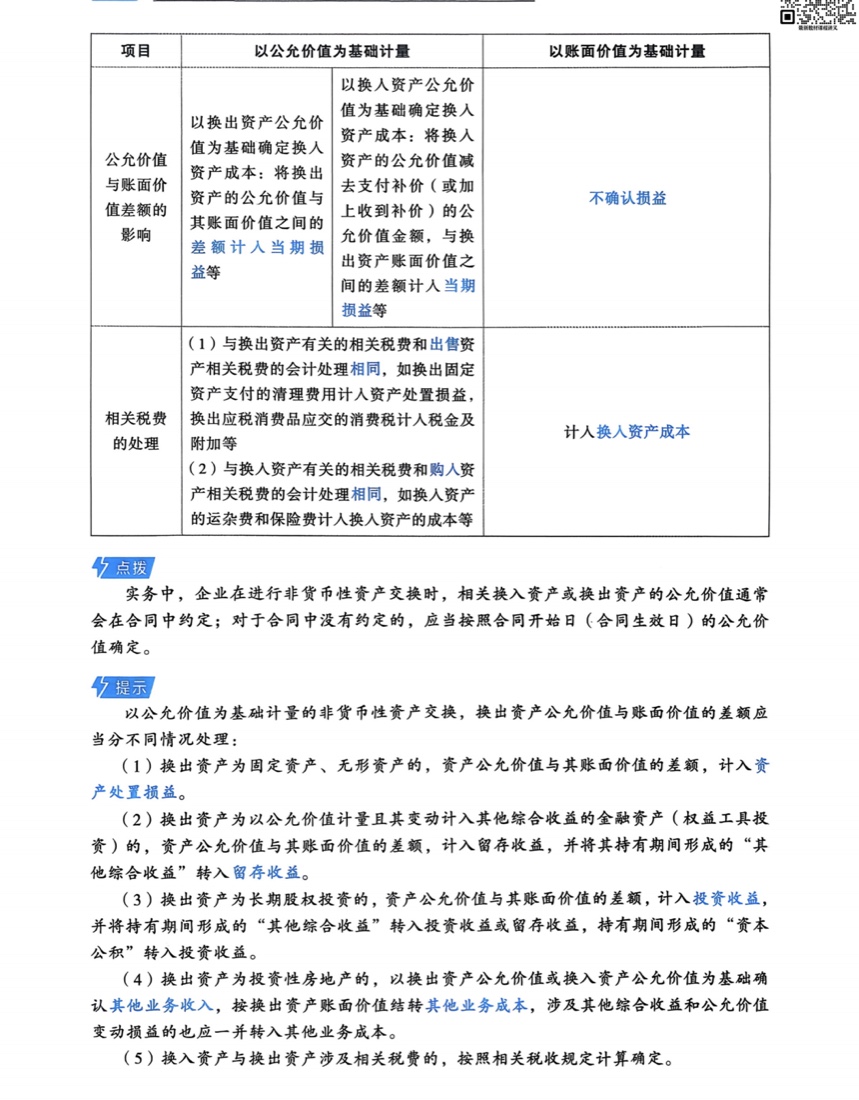 项目
以公允价值为基础计量
以账面价值为基础计量
公允价值
与账面价
值差额的
影响
以换出资产公允价
值为基础确定换入
资产成本：将换出
资产的公允价值与
其账面价值之间的
差额计入当期损
益等
以换入资产公允价
值为基础确定换入
资产成本：将换入
资产的公允价值减
去支付补价（或加
上收到补价）的公
允价值金额，与换
出资产账面价值之
间的差额计入当期
损益等
不确认损益
相关税费
的处理
（1）与换出资产有关的相关税费和出售资
产相关税费的会计处理相同，如换出固定
资产支付的清理费用计入资产处置损益，
换出应税消费品应交的消费税计入税金及
附加等
（2）与换入资产有关的相关税费和购入资
产相关税费的会计处理相同，如换入资产
的运杂费和保险费计入换入资产的成本等
计入换入资产成本
点拨
实务中，企业在进行非货币性资产交换时，相关换入资产或换出资产的公允价值通常
会在合同中约定；对于合同中没有约定的，应当按照合同开始日（合同生效日）的公允价
值确定。
提示
以公允价值为基础计量的非货币性资产交换，换出资产公允价值与账面价值的差额应
当分不同情况处理：
（1）换出资产为固定资产、无形资产的，资产公允价值与其账面价值的差额，计入资
产处置损益。
（2）换出资产为以公允价值计量且其变动计入其他综合收益的金融资产（权益工具投
资）的，资产公允价值与其账面价值的差额，计入留存收益，并将其持有期间形成的“其
他综合收益”转入留存收益。
（3）换出资产为长期股权投资的，资产公允价值与其账面价值的差额，计入投资收益，
并将持有期间形成的“其他综合收益”转入投资收益或留存收益，持有期间形成的“资本
公积”转入投资收益。
（4）换出资产为投资性房地产的，以换出资产公允价值或换入资产公允价值为基础确
认其他业务收入，按换出资产账面价值结转其他业务成本，涉及其他综合收益和公允价值
变动损益的也应一并转入其他业务成本。
（5）换入资产与换出资产涉及相关税费的，按照相关税收规定计算确定。